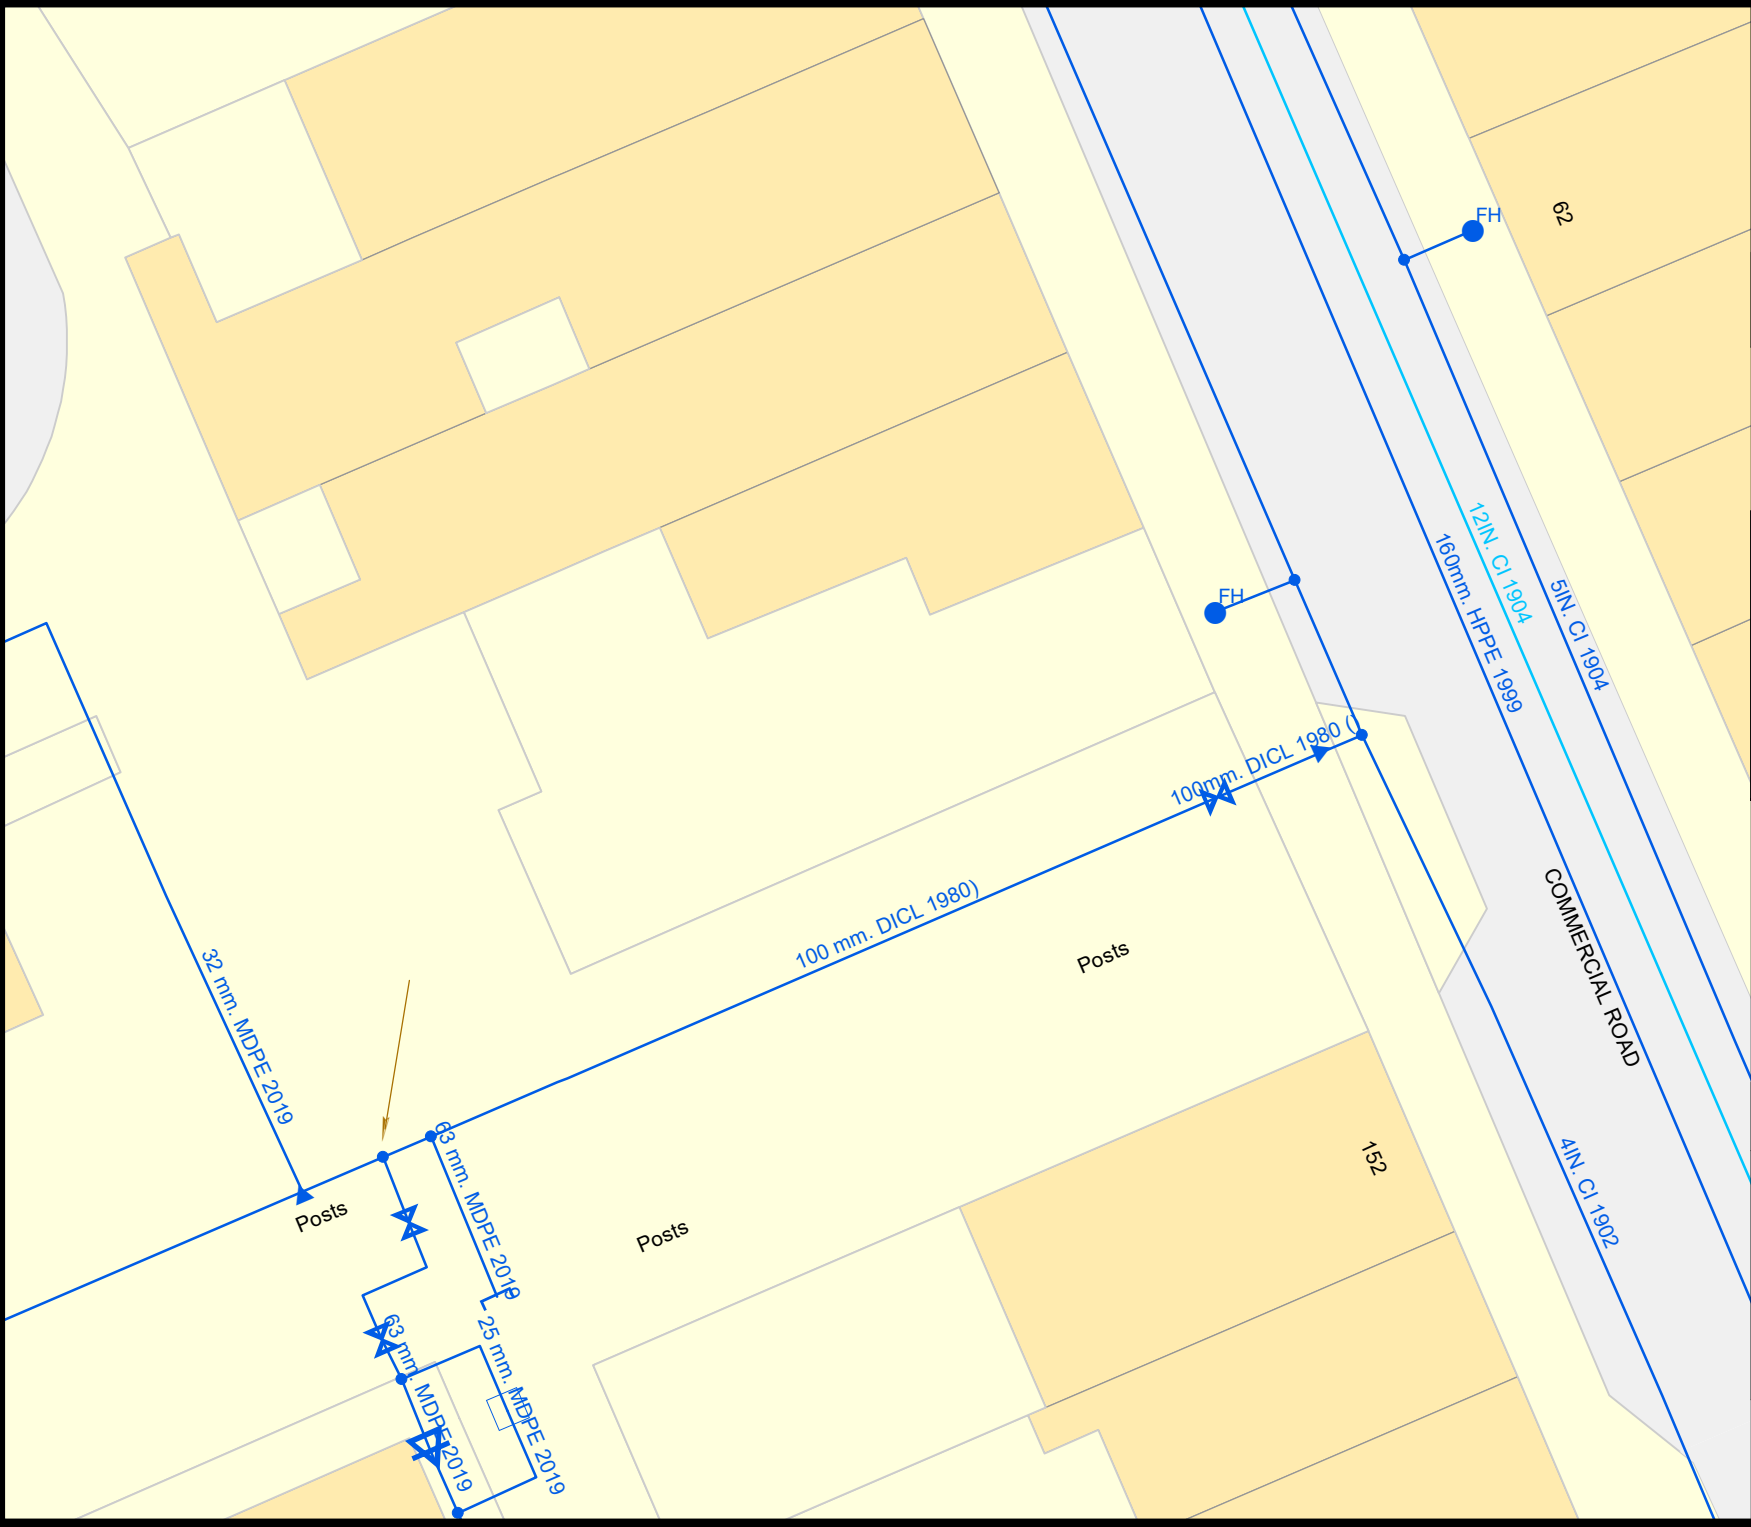 62
FH
FH
12IN. CI 1904
160mm. HPPE 1999
5IN. CI 1904
100mm. DICL 1980 ()
100 mm. DICL 1980)
COMMERCIAL ROAD
Posts
32 mm. MDPE 2019
63 mm. MDPE 2019
152
4IN. CI 1902
Posts
Posts
63 mm. MDPE 2019
25 mm. MDPE 2019